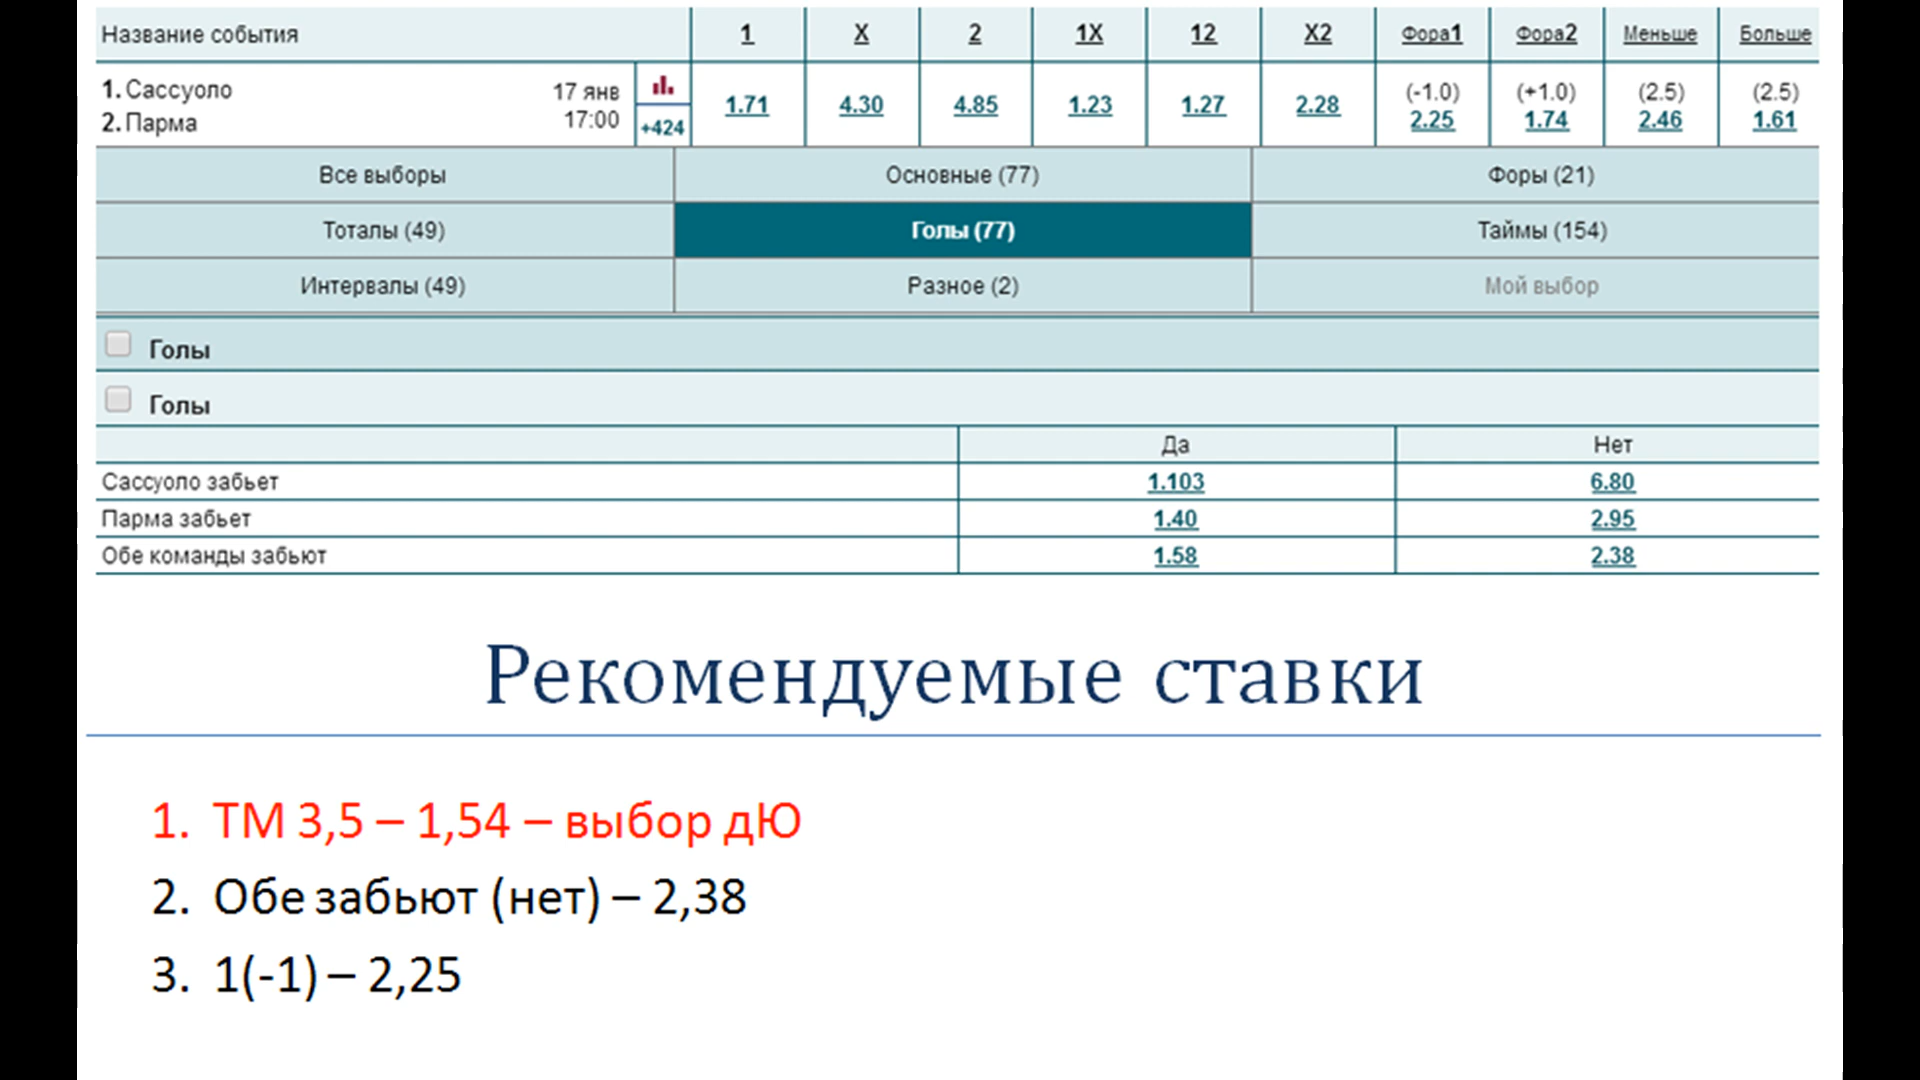 Название события 1 X 2 1X 12 X2 Фора1 Фора2 Меньше Больше
1. Сассуоло 17 янв (-1.0) (+1.0) (2.5) (2.5)
2. Парма 17:00 +424 1.71 4.30 4.85 1.23 1.27 2.28 2.25 1.74 2.46 1.61
Все выборы Основные (77) Форы (21)
Тоталы (49) Голы (77) Таймы (154)
Интервалы (49) Разное (2) Мой выбор
Голы
Голы
Да Нет
Сассуоло забьет 1.103 6.80
Парма забьет 1.40 2.95
Обе команды забьют 1.58 2.38
Рекомендуемые ставки
1. ТМ 3,5 – 1,54 – выбор дЮ
2. Обе забьют (нет) – 2,38
3. 1(-1) – 2,25